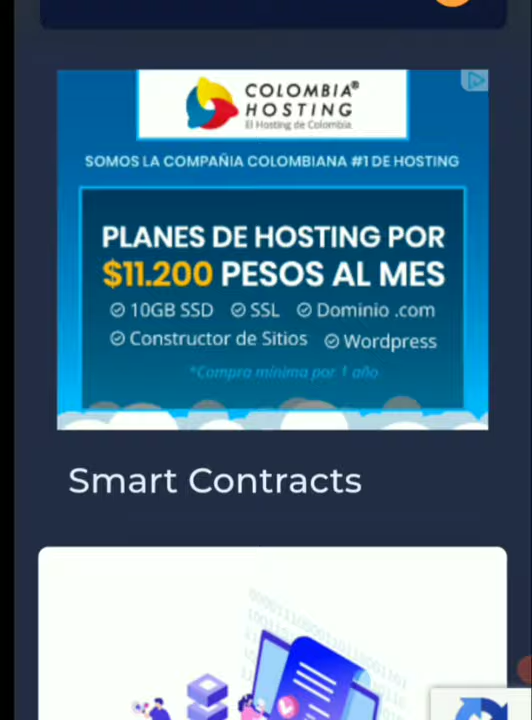 COLOMBIA®
HOSTING
El Hosting de Colombia
SOMOS LA COMPAÑIA COLOMBIANA #1 DE HOSTING
PLANES DE HOSTING POR
$11.200 PESOS AL MES
10GB SSD SSL Dominio .com
Constructor de Sitios Wordpress
*Compra mínima por 1 año
Smart Contracts